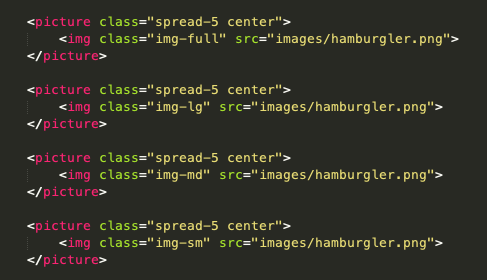 <picture class="spread-5 center">
<img class="img-full" src="images/hamburgler.png">
</picture>
<picture class="spread-5 center">
<img class="img-lg" src="images/hamburgler.png">
</picture>
<picture class="spread-5 center">
<img class="img-md" src="images/hamburgler.png">
</picture>
<picture class="spread-5 center">
<img class="img-sm" src="images/hamburgler.png">
</picture>